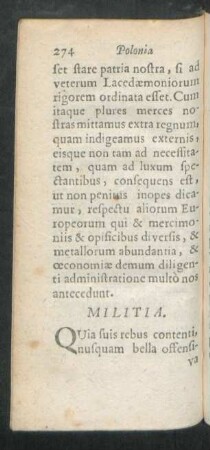 274 Polonia
set stare patria nostra, si ad
veterum Lacedæmoniorum
rigorem ordinata esset. Cum
itaque plures merces no-
stras mittamus extra regnum,
quam indigeamus externis,
eisque non tam ad necessita-
tem, quam ad luxum spe-
ctantibus, consequens est,
ut non penitus inopes dica-
mur, respectu aliorum Eu-
ropeorum qui & mercimo-
niis & opificibus diversis, &
metallorum abundantia, &
œconomiæ demum diligen-
ti administratione multò nos
antecedunt.
MILITIA.
QUia suis rebus contenti,
nusquam bella offensi-
va